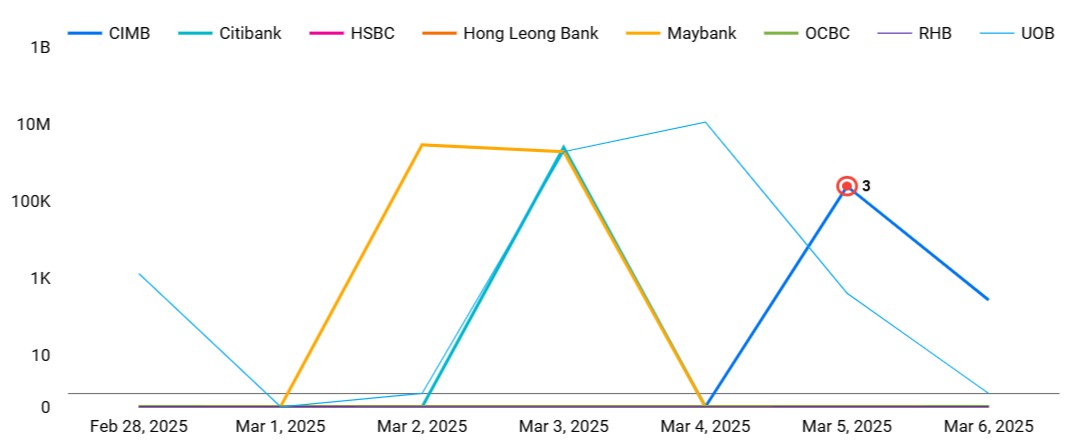 CIMB Citibank HSBC Hong Leong Bank Maybank OCBC RHB UOB
1B
10M
100K
3
1K
10
0
Feb 28, 2025 Mar 1, 2025 Mar 2, 2025 Mar 3, 2025 Mar 4, 2025 Mar 5, 2025 Mar 6, 2025